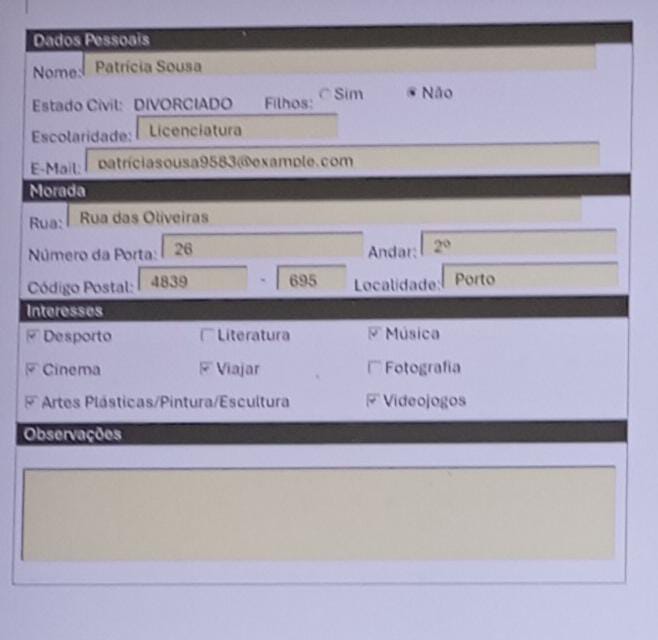 Dados Pessoais
Nome: Patrícia Sousa
Estado Civil: DIVORCIADO Filhos: Sim Não
Escolaridade: Licenciatura
E-Mail: patriciasousa9583@example.com
Morada
Rua: Rua das Oliveiras
Número da Porta: 26 Andar: 2º
Código Postal: 4839 - 695 Localidade: Porto
Interesses
Desporto Literatura Música
Cinema Viajar Fotografia
Artes Plásticas/Pintura/Escultura Videojogos
Observações